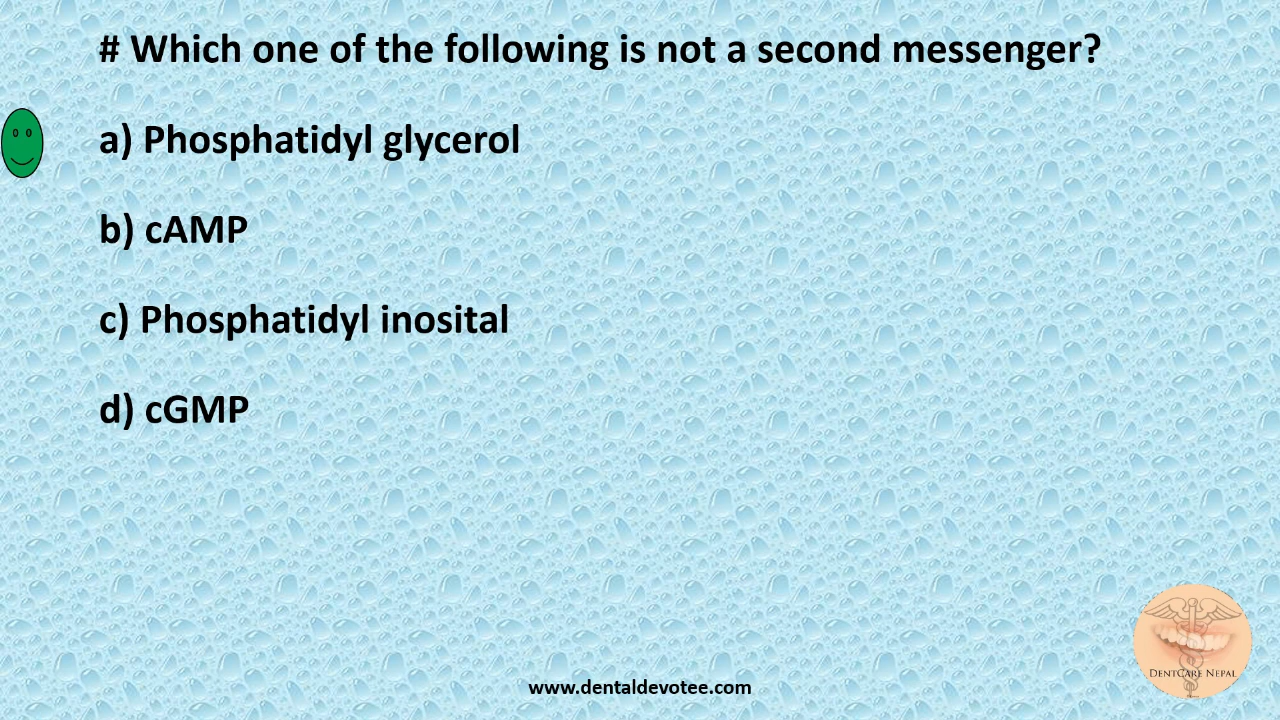 # Which one of the following is not a second messenger?
a) Phosphatidyl glycerol
b) cAMP
c) Phosphatidyl inosital
d) cGMP
DentCare Nepal
www.dentaldevotee.com